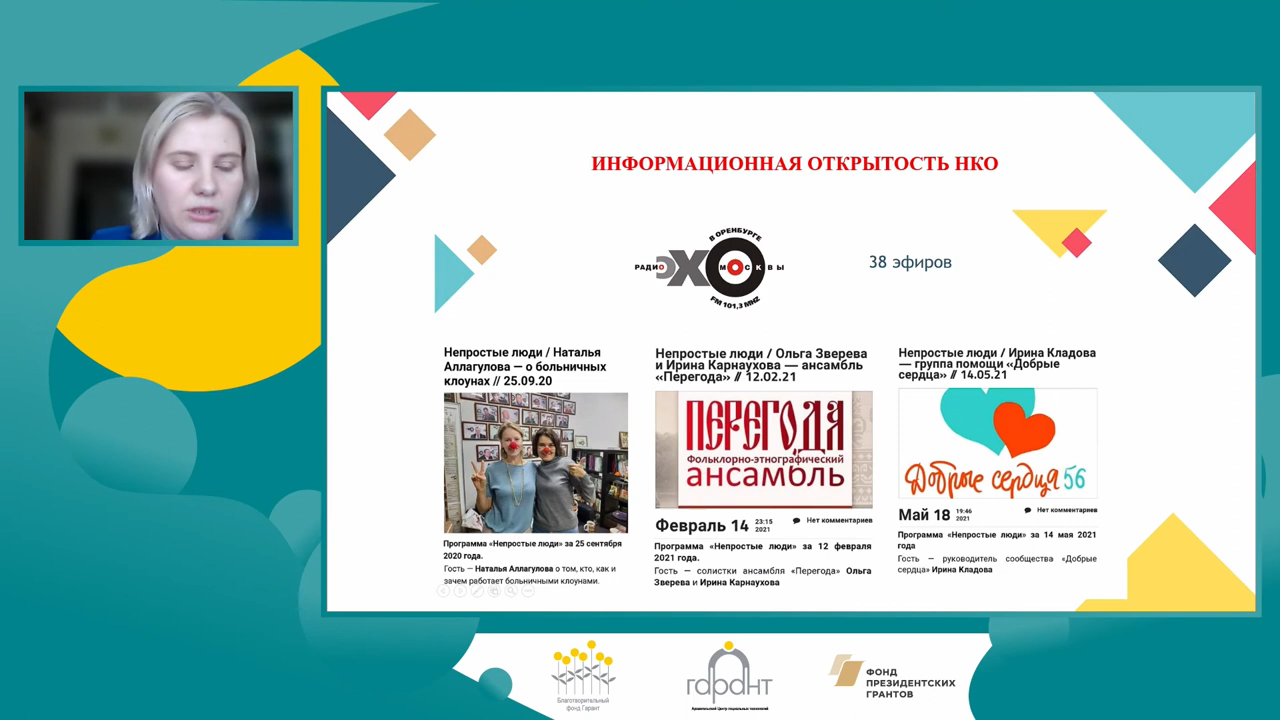 ИНФОРМАЦИОННАЯ ОТКРЫТОСТЬ НКО
В ОРЕНБУРГЕ
РАДИО ЭХО МОСКВЫ
FM 101,3 MHZ
38 эфиров
Непростые люди / Наталья
Аллагулова — о больничных
клоунах // 25.09.20
Программа «Непростые люди» за 25 сентября
2020 года.
Гость — Наталья Аллагулова о том, кто, как и
зачем работает больничными клоунами.
Непростые люди / Ольга Зверева
и Ирина Карнаухова — ансамбль
«Перегода» // 12.02.21
ПЕРЕГОДА
Фольклорно-этнографический
ансамбль
Февраль 14 23:15 2021 Нет комментариев
Программа «Непростые люди» за 12 февраля
2021 года.
Гость — солистки ансамбля «Перегода» Ольга
Зверева и Ирина Карнаухова
Непростые люди / Ирина Кладова
— группа помощи «Добрые
сердца» // 14.05.21
Добрые сердца 56
Май 18 19:46 2021 Нет комментариев
Программа «Непростые люди» за 14 мая 2021
года
Гость — руководитель сообщества «Добрые
сердца» Ирина Кладова
Благотворительный
фонд Гарант
гарант
Архангельский Центр социальных технологий
ФОНД
ПРЕЗИДЕНТСКИХ
ГРАНТОВ